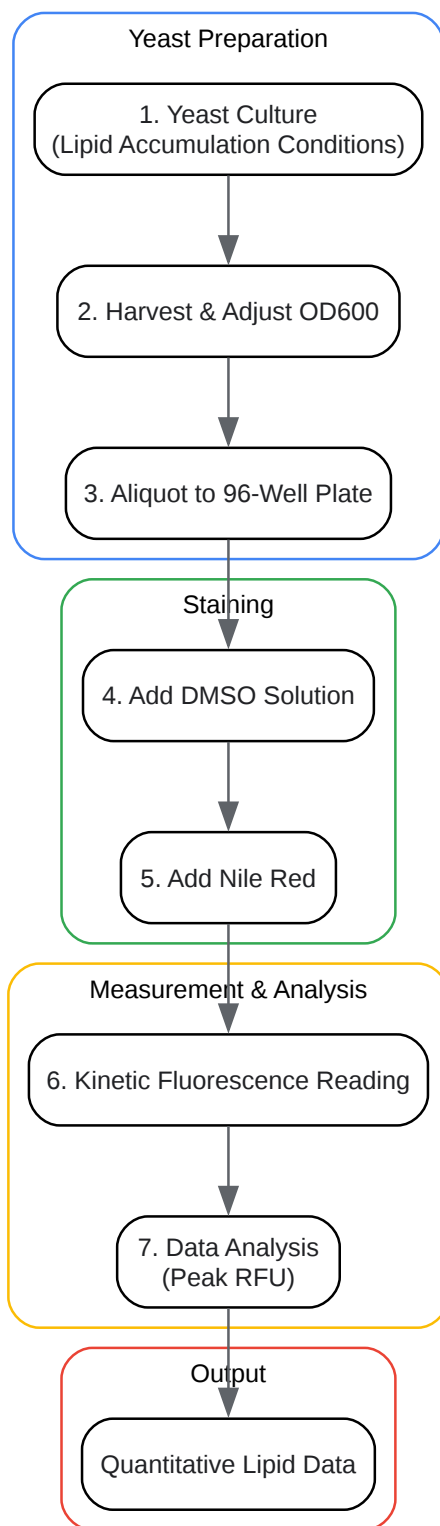 Yeast Preparation
1. Yeast Culture
(Lipid Accumulation Conditions)
2. Harvest & Adjust OD600
3. Aliquot to 96-Well Plate
Staining
4. Add DMSO Solution
5. Add Nile Red
Measurement & Analysis
6. Kinetic Fluorescence Reading
7. Data Analysis
(Peak RFU)
Output
Quantitative Lipid Data